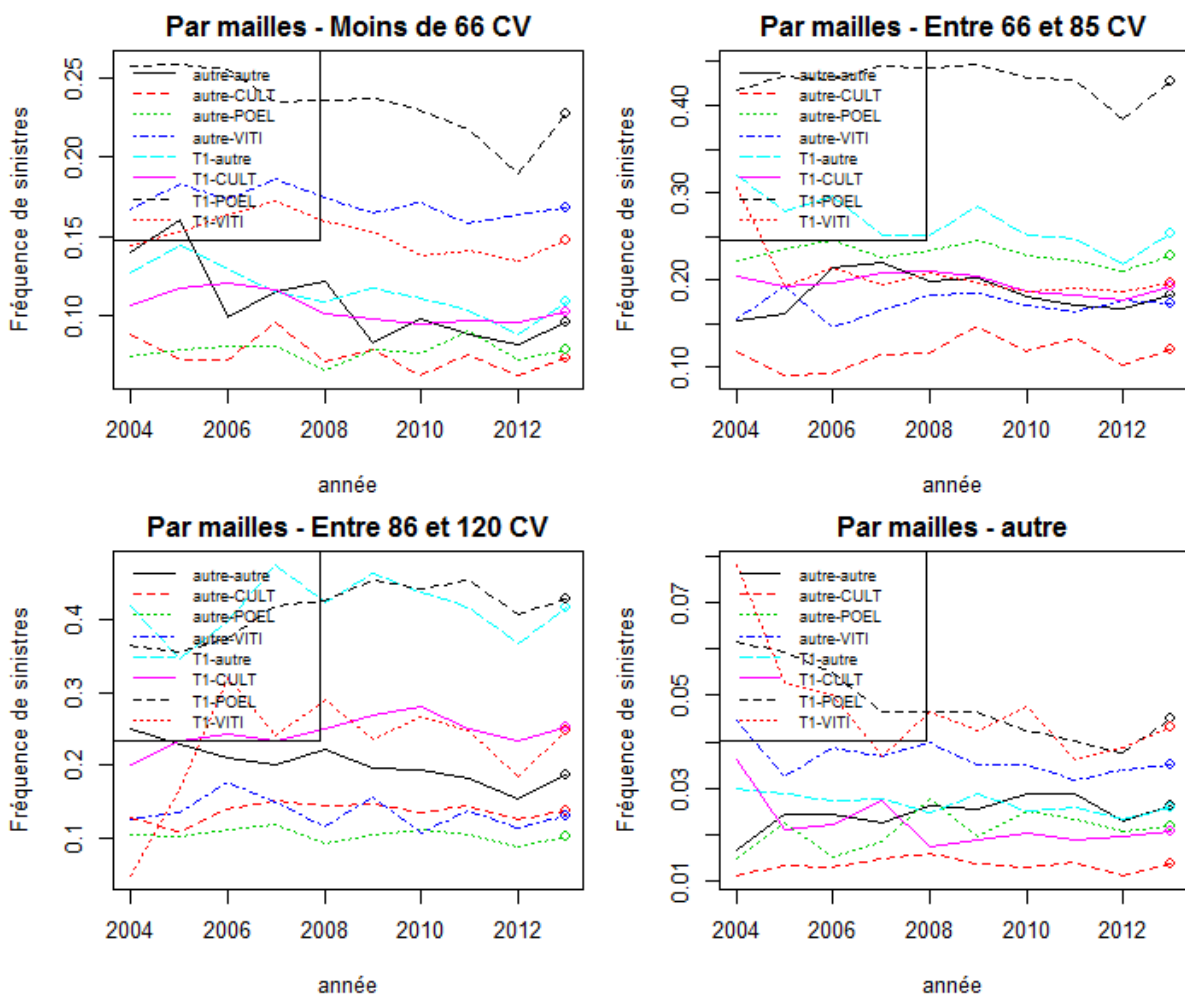 Par mailles - Moins de 66 CV
Fréquence de sinistres
0.25
0.20
0.15
0.10
autre-autre
autre-CULT
autre-POEL
autre-VITI
T1-autre
T1-CULT
T1-POEL
T1-VITI
2004 2006 2008 2010 2012
année
Par mailles - Entre 66 et 85 CV
Fréquence de sinistres
0.40
0.30
0.20
0.10
autre-autre
autre-CULT
autre-POEL
autre-VITI
T1-autre
T1-CULT
T1-POEL
T1-VITI
2004 2006 2008 2010 2012
année
Par mailles - Entre 86 et 120 CV
Fréquence de sinistres
0.4
0.3
0.2
0.1
autre-autre
autre-CULT
autre-POEL
autre-VITI
T1-autre
T1-CULT
T1-POEL
T1-VITI
2004 2006 2008 2010 2012
année
Par mailles - autre
Fréquence de sinistres
0.07
0.05
0.03
0.01
autre-autre
autre-CULT
autre-POEL
autre-VITI
T1-autre
T1-CULT
T1-POEL
T1-VITI
2004 2006 2008 2010 2012
année